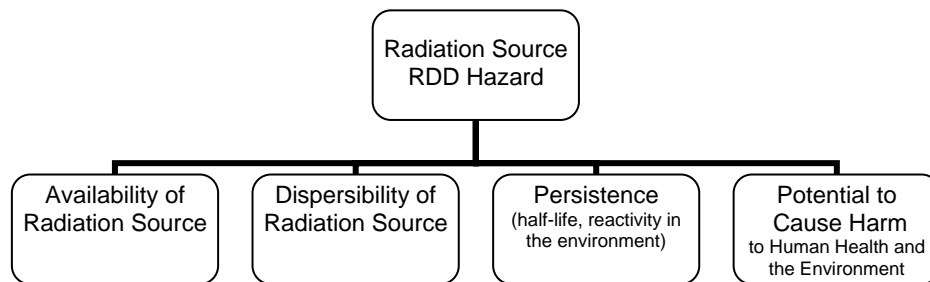 Radiation Source
RDD Hazard
Availability of
Radiation Source
Dispersibility of
Radiation Source
Persistence
(half-life, reactivity in
the environment)
Potential to
Cause Harm
to Human Health and
the Environment